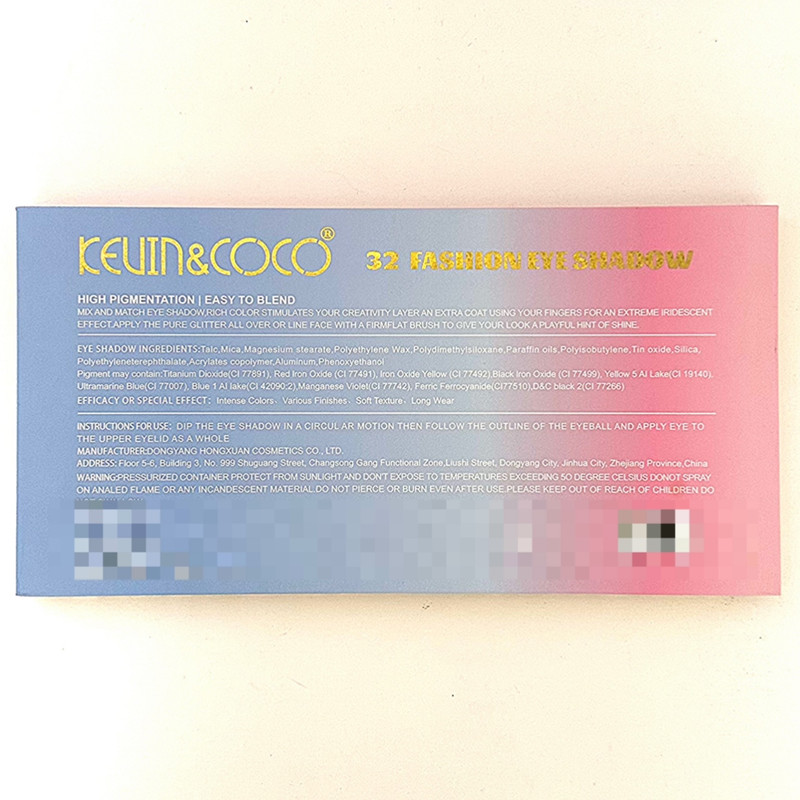 KEVIN&COCO®
32 FASHION EYE SHADOW
HIGH PIGMENTATION | EASY TO BLEND
MIX AND MATCH EYE SHADOW,RICH COLOR STIMULATES YOUR CREATIVITY LAYER AN EXTRA COAT USING YOUR FINGERS FOR AN EXTREME IRIDESCENT
EFFECT.APPLY THE PURE GLITTER ALL OVER OR LINE FACE WITH A FIRMFLAT BRUSH TO GIVE YOUR LOOK A PLAYFUL HINT OF SHINE.
EYE SHADOW INGREDIENTS:Talc,Mica,Magnesium stearate,Polyethylene Wax,Polydimethylsiloxane,Paraffin oils,Polyisobutylene,Tin oxide,Silica,
Polyethyleneterephthalate,Acrylates copolymer,Aluminum,Phenoxyethanol
Pigment may contain:Titanium Dioxide(CI 77891), Red Iron Oxide (CI 77491), Iron Oxide Yellow (CI 77492),Black Iron Oxide (CI 77499), Yellow 5 Al Lake(CI 19140),
Ultramarine Blue(CI 77007), Blue 1 Al lake(CI 42090:2),Manganese Violet(CI 77742), Ferric Ferrocyanide(CI77510),D&C black 2(CI 77266)
EFFICACY OR SPECIAL EFFECT: Intense Colors、Various Finishes、Soft Texture、Long Wear
INSTRUCTIONS FOR USE: DIP THE EYE SHADOW IN A CIRCULAR MOTION THEN FOLLOW THE OUTLINE OF THE EYEBALL AND APPLY EYE TO
THE UPPER EYELID AS A WHOLE
MANUFACTURER:DONGYANG HONGXUAN COSMETICS CO., LTD.
ADDRESS: Floor 5-6, Building 3, No. 999 Shuguang Street, Changsong Gang Functional Zone,Liushi Street, Dongyang City, Jinhua City, Zhejiang Province,China
WARNING:PRESSURIZED CONTAINER PROTECT FROM SUNLIGHT AND DON'T EXPOSE TO TEMPERATURES EXCEEDING 50 DEGREE CELSIUS DONOT SPRAY
ON ANALED FLAME OR ANY INCANDESCENT MATERIAL.DO NOT PIERCE OR BURN EVEN AFTER USE.PLEASE KEEP OUT OF REACH OF CHILDREN DO